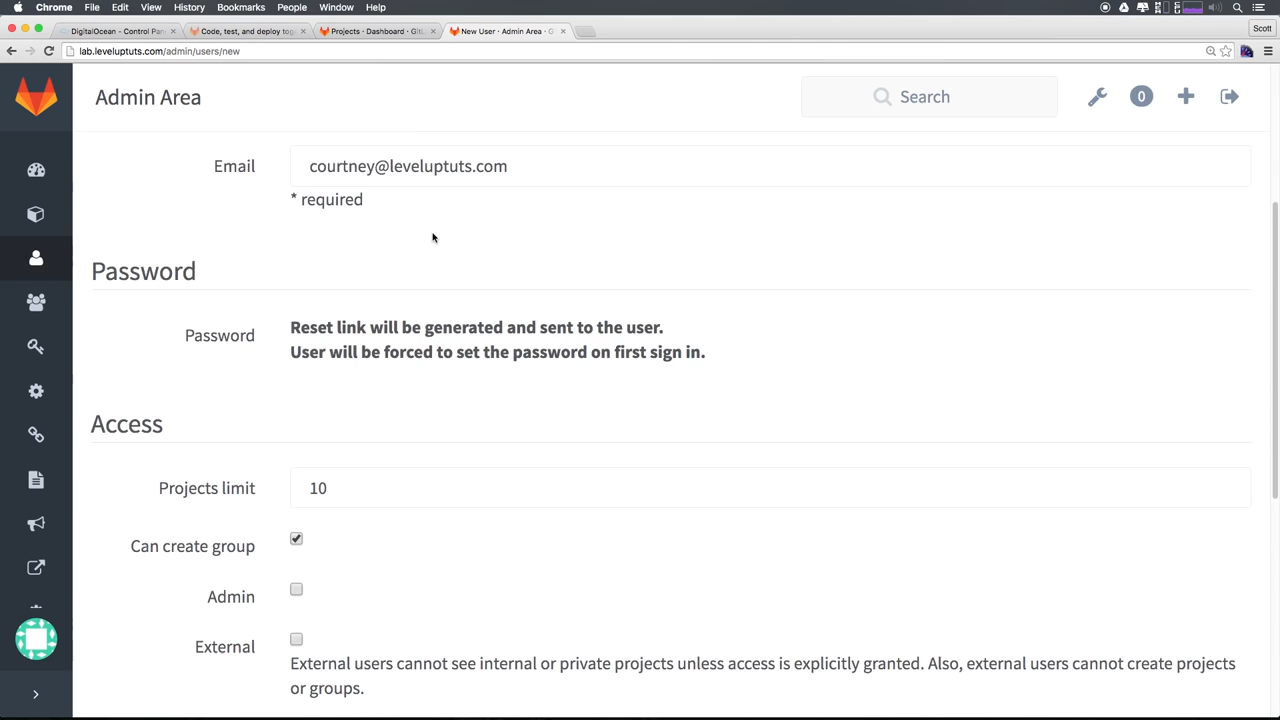 Chrome File Edit View History Bookmarks People Window Help
DigitalOcean - Control Pan
Code, test, and deploy tog
Projects · Dashboard · GitL
New User · Admin Area · G
Scott
lab.leveluptuts.com/admin/users/new
Admin Area
Search
0
Email
courtney@leveluptuts.com
* required
Password
Password
Reset link will be generated and sent to the user.
User will be forced to set the password on first sign in.
Access
Projects limit
10
Can create group
Admin
External
External users cannot see internal or private projects unless access is explicitly granted. Also, external users cannot create projects
or groups.